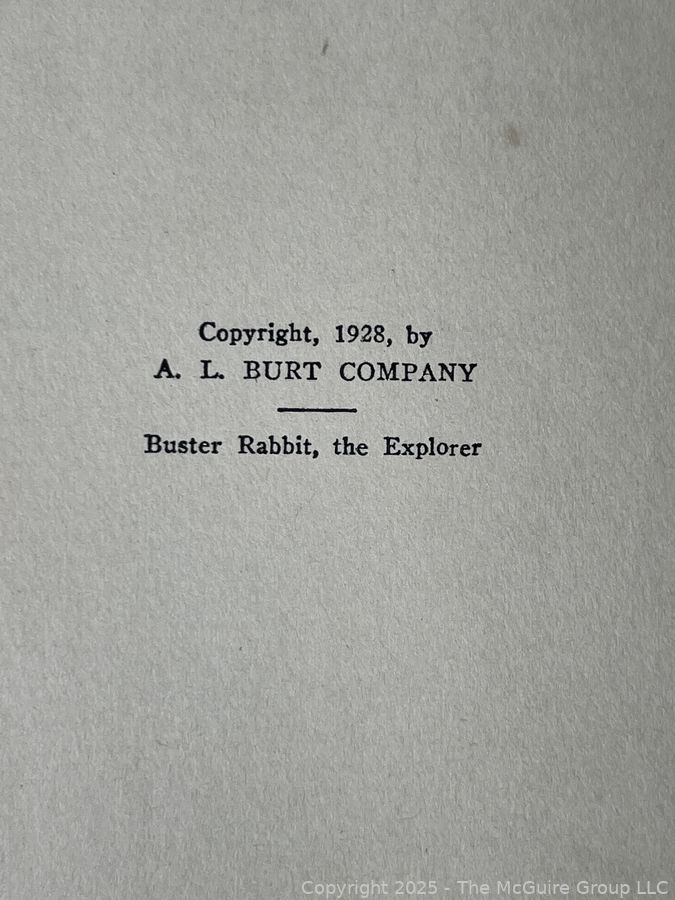 Copyright, 1928, by
A. L. BURT COMPANY
Buster Rabbit, the Explorer
Copyright 2025 - The McGuire Group LLC